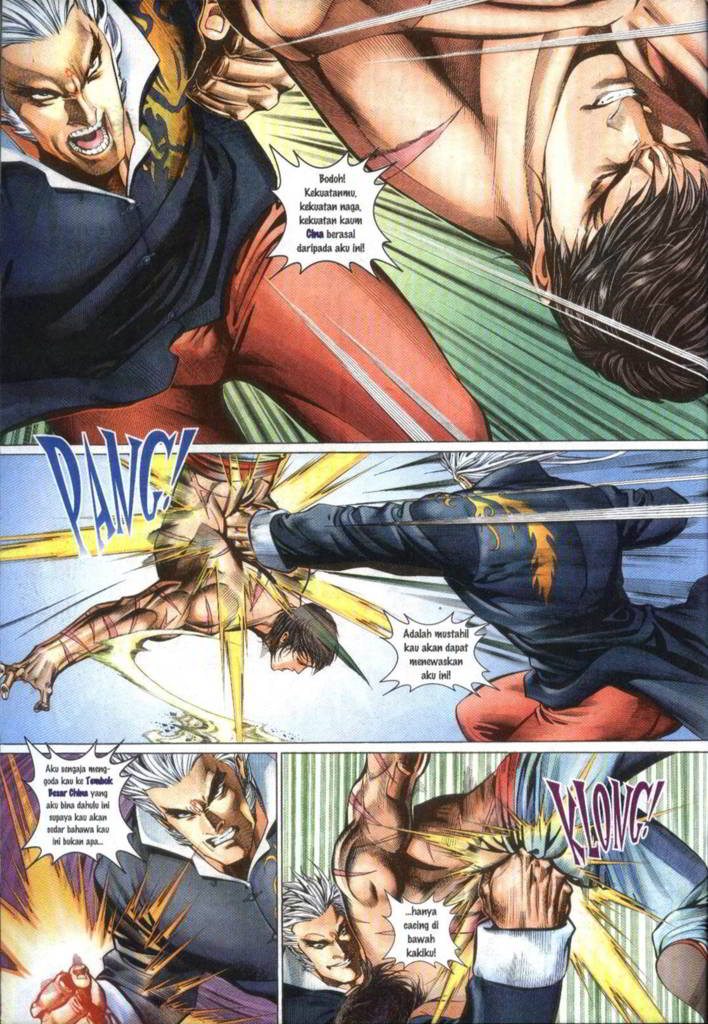 Bodoh!
Kekuatanmu,
kekuatan naga,
kekuatan kaum
Cina berasal
daripada aku ini!
PANG!
Adalah mustahil
kau akan dapat
menewaskan
aku ini!
Aku sengaja meng-
goda kau ke Tembok
Besar China yang
aku bina dahulu ini
supaya kau akan
sedar bahawa kau
ini bukan apa...
KLONG!
...hanya
cacing di
bawah
kakiku!